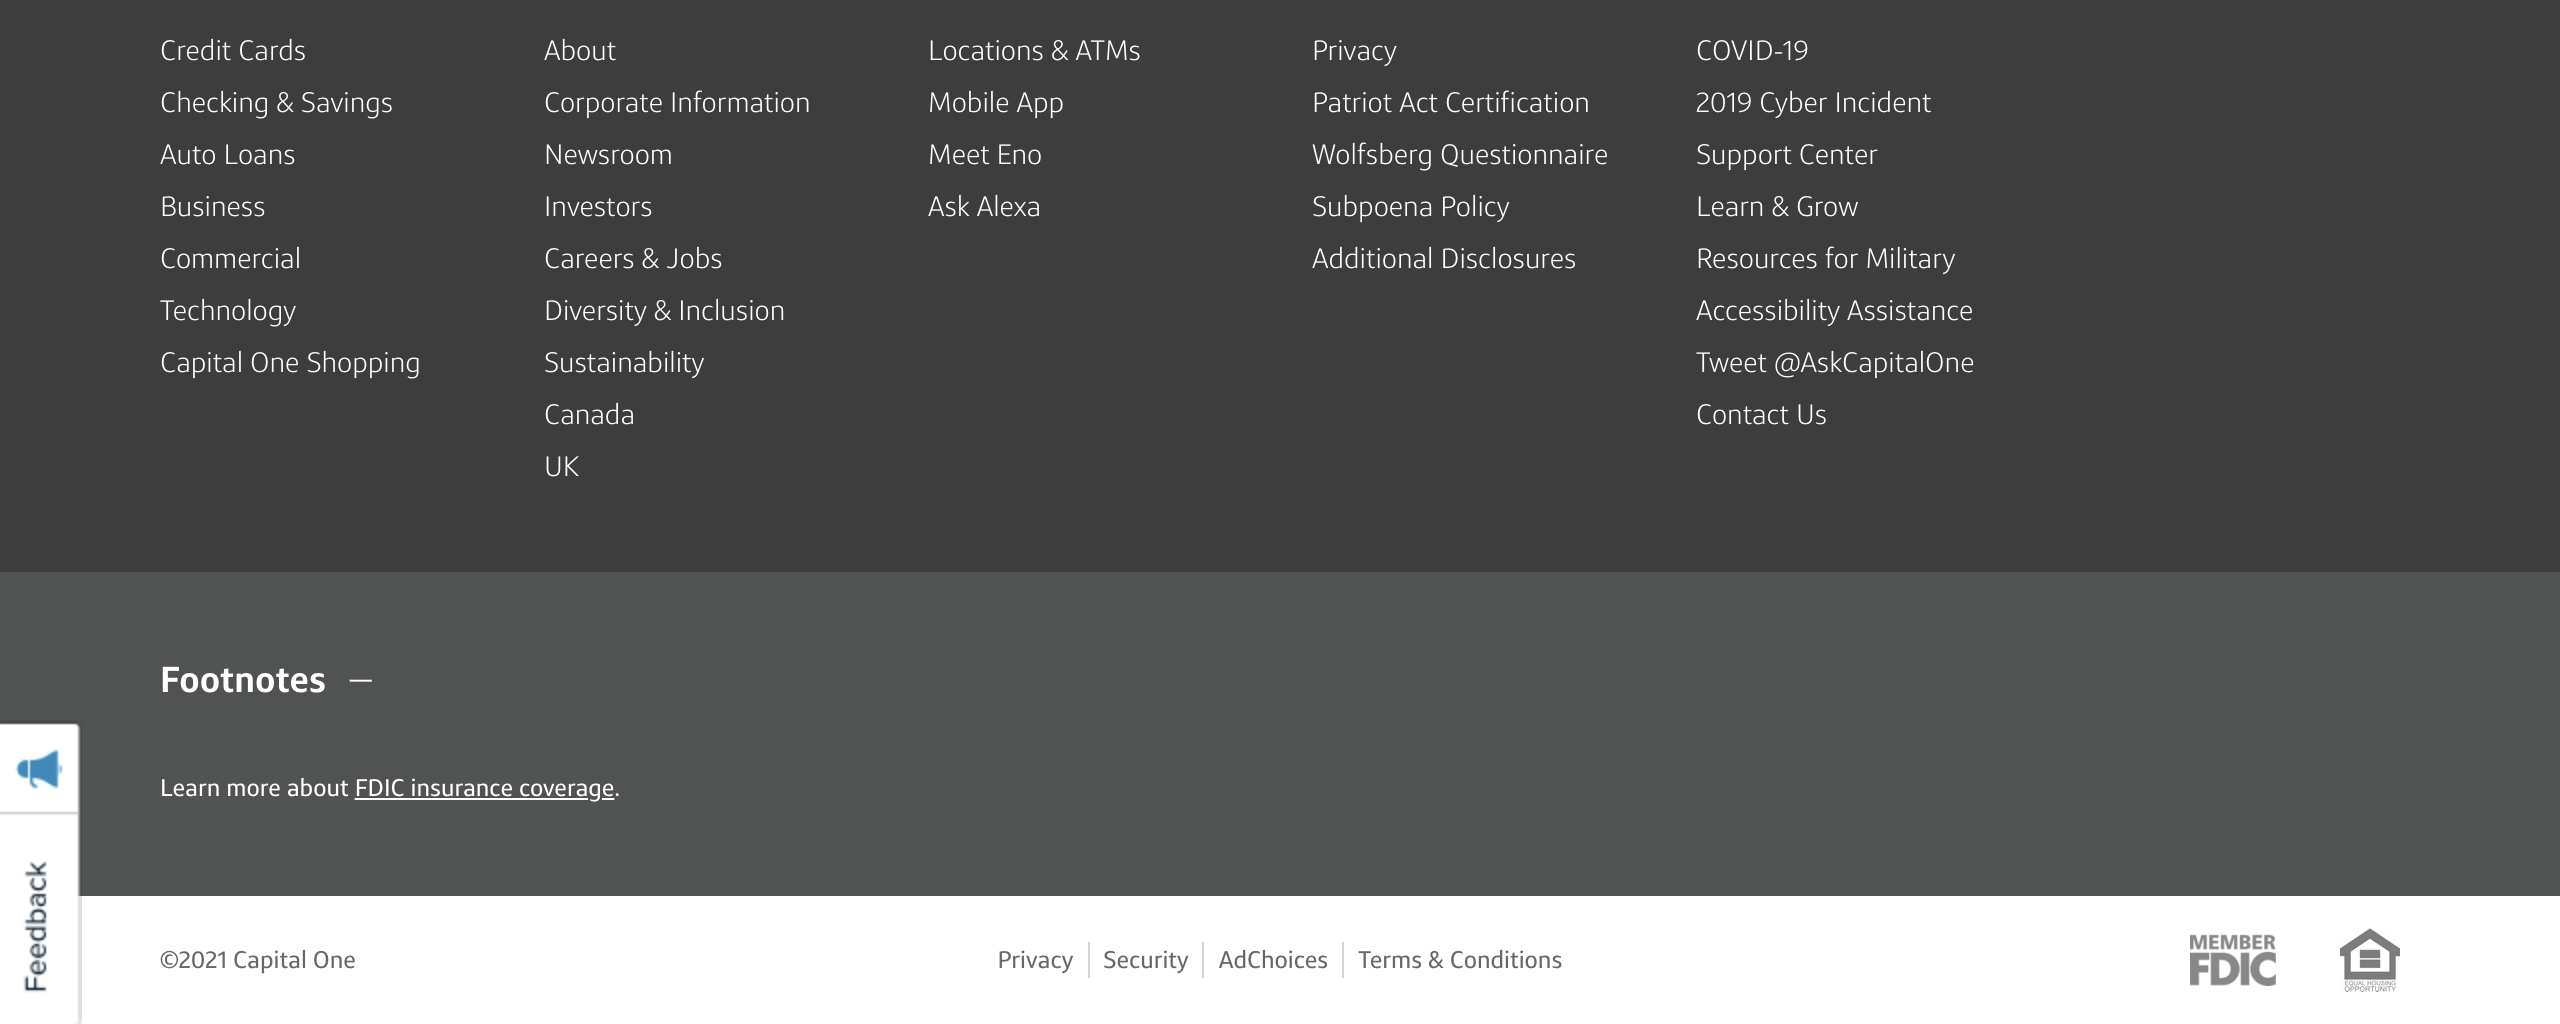 Credit Cards
Checking & Savings
Auto Loans
Business
Commercial
Technology
Capital One Shopping
About
Corporate Information
Newsroom
Investors
Careers & Jobs
Diversity & Inclusion
Sustainability
Canada
UK
Locations & ATMs
Mobile App
Meet Eno
Ask Alexa
Privacy
Patriot Act Certification
Wolfsberg Questionnaire
Subpoena Policy
Additional Disclosures
COVID-19
2019 Cyber Incident
Support Center
Learn & Grow
Resources for Military
Accessibility Assistance
Tweet @AskCapitalOne
Contact Us
Footnotes —
Learn more about FDIC insurance coverage.
Feedback
©2021 Capital One
Privacy
Security
AdChoices
Terms & Conditions
MEMBER
FDIC
EQUAL HOUSING
OPPORTUNITY